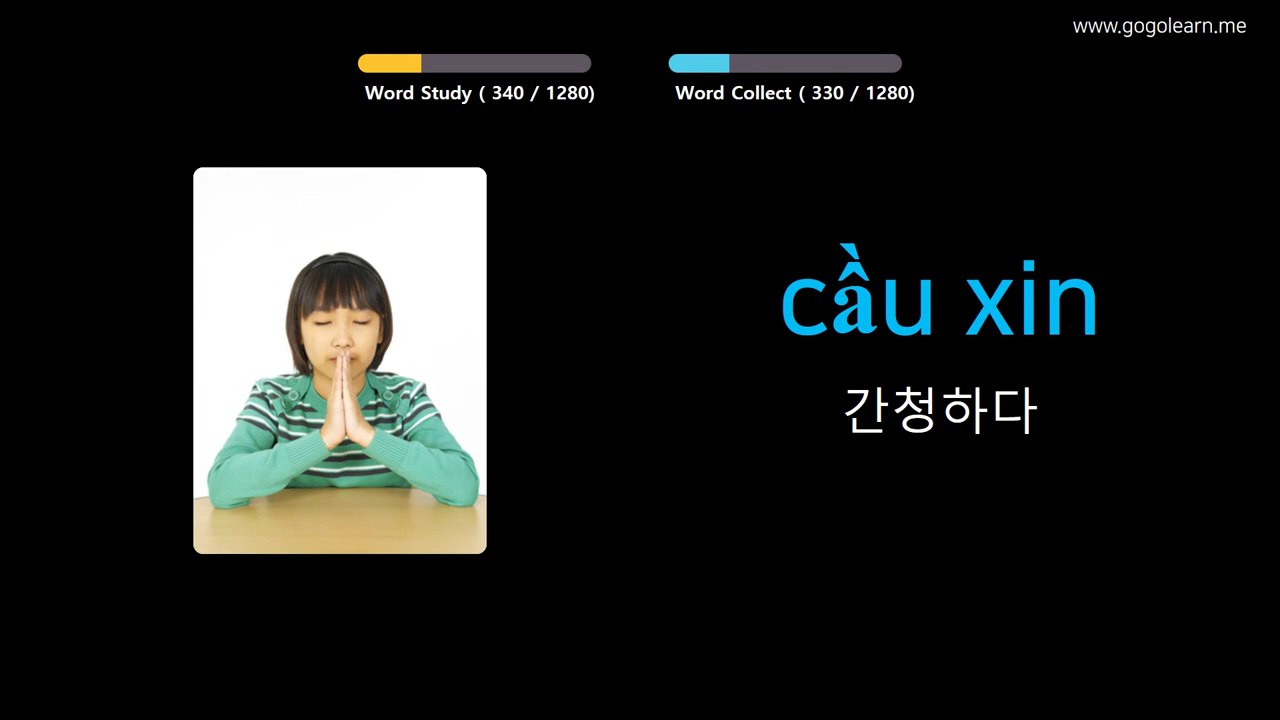 www.gogolearn.me
Word Study ( 340 / 1280)
Word Collect ( 330 / 1280)
cầu xin
간청하다